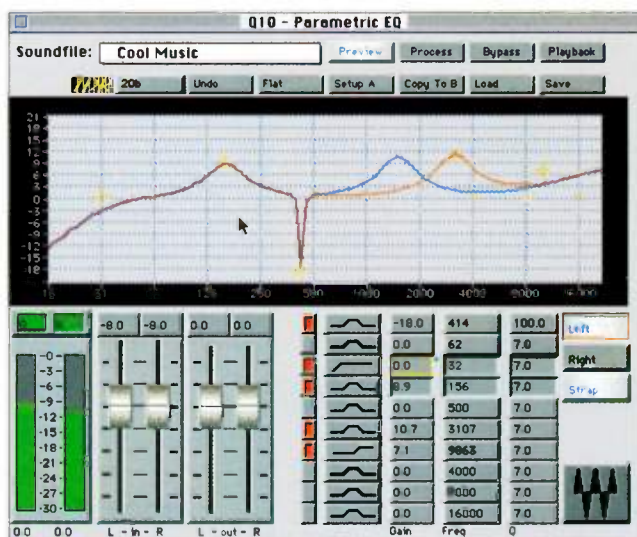 Q10 - Parametric EQ
Soundfile: Cool Music Preview Process Bypass Playback
20b Undo Flat Setup A Copy To B Load Save
21
18
15
12
9
6
3
0
-3
-6
-9
-12
-15
-18
16 31 125 250 500 1000 2000 4000 8000 16000
-8.0 -8.0 0.0 0.0
-0-
-3-
-6-
-9-
-12-
-15-
-18-
-21-
-24-
-27-
-30-
-18.0 414 100.0 Left
0.0 62 7.0
0.0 32 7.0 Right
8.9 156 7.0 Strap
0.0 500 7.0
10.7 3107 7.0
7.1 9863 7.0
0.0 4000 7.0
0.0 8000 7.0
0.0 16000 7.0
0.0 0.0 L - in - R L - out - R Gain Freq Q